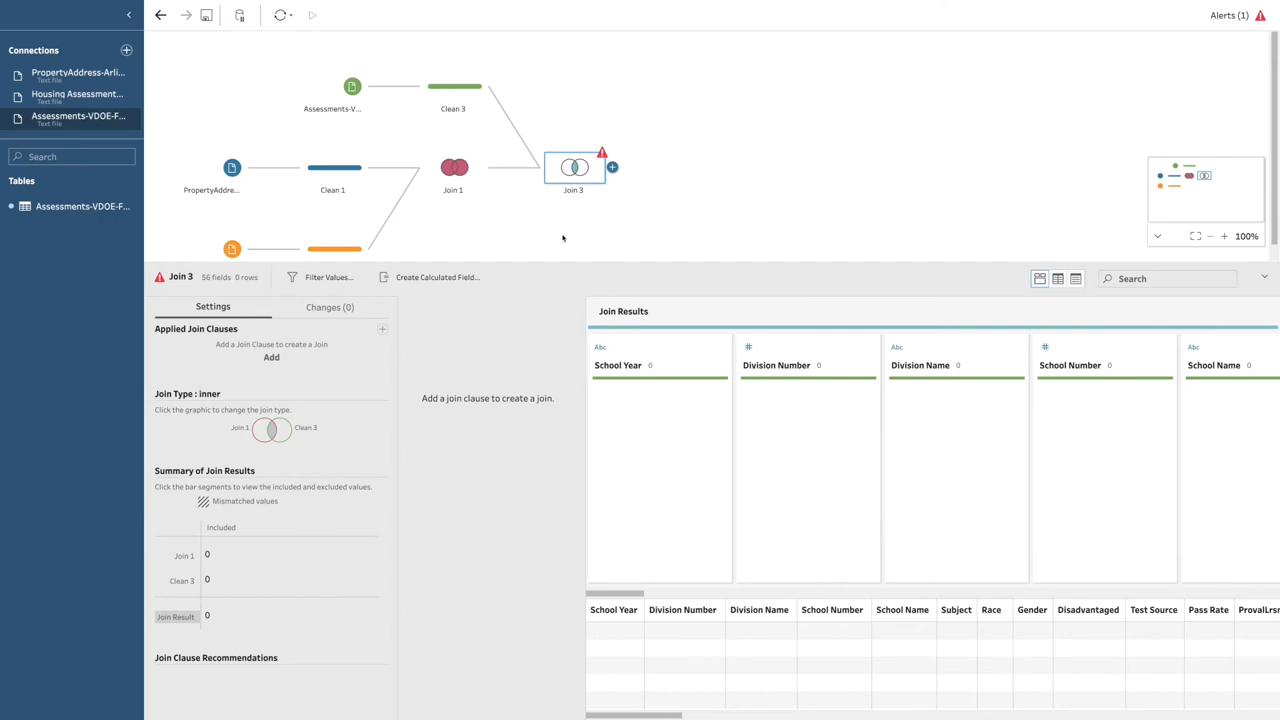 Alerts (1)
Connections
PropertyAddress-Arli...
Text file
Housing Assessment...
Text file
Assessments-VDOE-F...
Text file
Search
Tables
Assessments-VDOE-F...
Assessments-V...
Clean 3
PropertyAddre...
Clean 1
Join 1
Join 3
100%
Join 3 56 fields 0 rows Filter Values... Create Calculated Field... Search
Settings Changes (0)
Applied Join Clauses
Add a Join Clause to create a Join
Add
Join Type : inner
Click the graphic to change the join type.
Join 1 Clean 3
Summary of Join Results
Click the bar segments to view the included and excluded values.
Mismatched values
Included
Join 1 0
Clean 3 0
Join Result 0
Join Clause Recommendations
Add a join clause to create a join.
Join Results
Abc # Abc # Abc
School Year 0 Division Number 0 Division Name 0 School Number 0 School Name 0
School Year Division Number Division Name School Number School Name Subject Race Gender Disadvantaged Test Source Pass Rate ProvalLrsn